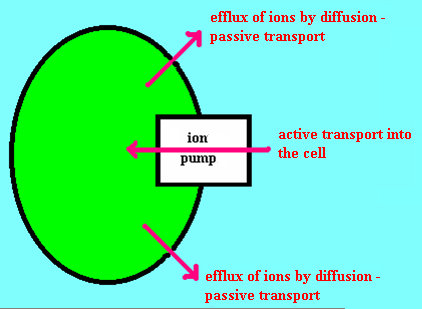 efflux of ions by diffusion -
passive transport
ion
pump
active transport into
the cell
efflux of ions by diffusion -
passive transport